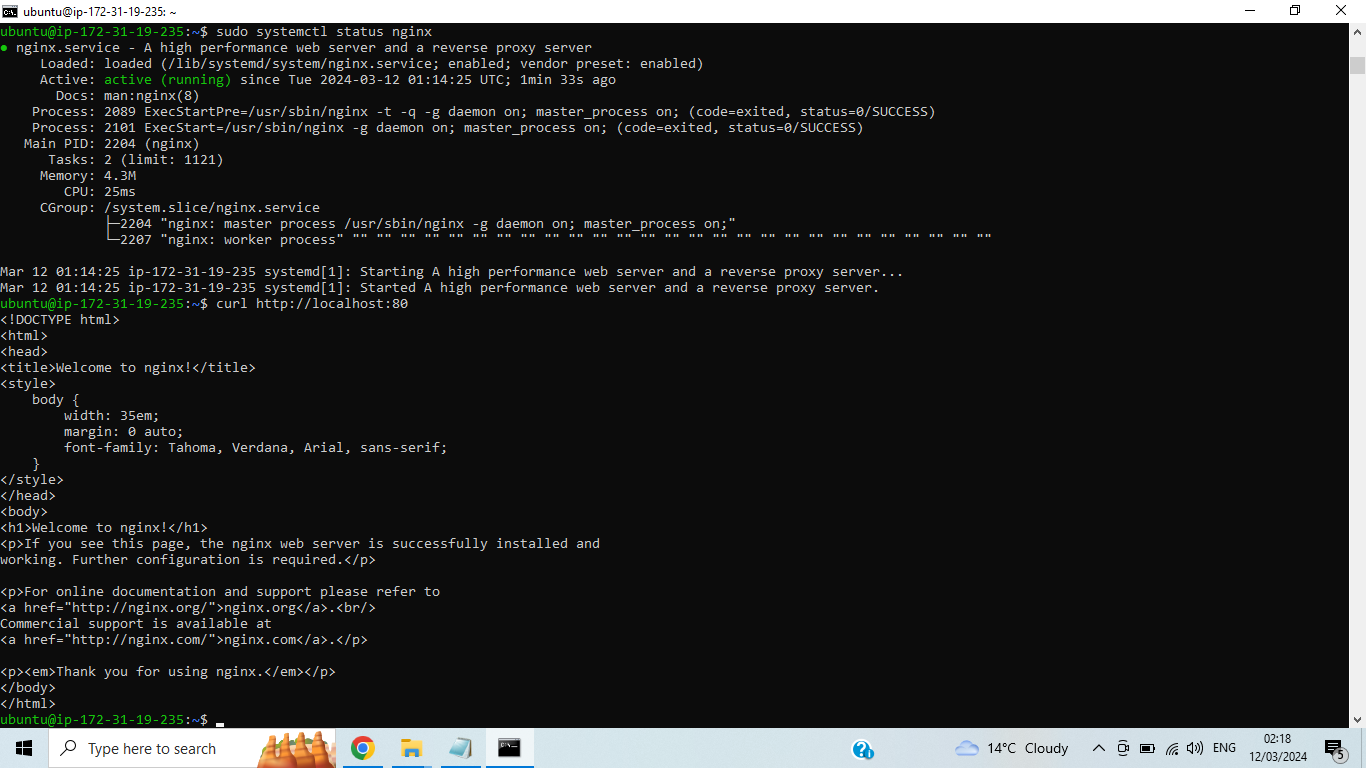 ubuntu@ip-172-31-19-235: ~
ubuntu@ip-172-31-19-235:~$ sudo systemctl status nginx
● nginx.service - A high performance web server and a reverse proxy server
     Loaded: loaded (/lib/systemd/system/nginx.service; enabled; vendor preset: enabled)
     Active: active (running) since Tue 2024-03-12 01:14:25 UTC; 1min 33s ago
       Docs: man:nginx(8)
    Process: 2089 ExecStartPre=/usr/sbin/nginx -t -q -g daemon on; master_process on; (code=exited, status=0/SUCCESS)
    Process: 2101 ExecStart=/usr/sbin/nginx -g daemon on; master_process on; (code=exited, status=0/SUCCESS)
   Main PID: 2204 (nginx)
      Tasks: 2 (limit: 1121)
     Memory: 4.3M
        CPU: 25ms
     CGroup: /system.slice/nginx.service
             ├─2204 "nginx: master process /usr/sbin/nginx -g daemon on; master_process on;"
             └─2207 "nginx: worker process" "" "" "" "" "" "" "" "" "" "" "" "" "" "" "" "" "" "" "" "" "" "" "" "" "" "" ""
Mar 12 01:14:25 ip-172-31-19-235 systemd[1]: Starting A high performance web server and a reverse proxy server...
Mar 12 01:14:25 ip-172-31-19-235 systemd[1]: Started A high performance web server and a reverse proxy server.
ubuntu@ip-172-31-19-235:~$ curl http://localhost:80
<!DOCTYPE html>
<html>
<head>
<title>Welcome to nginx!</title>
<style>
    body {
        width: 35em;
        margin: 0 auto;
        font-family: Tahoma, Verdana, Arial, sans-serif;
    }
</style>
</head>
<body>
<h1>Welcome to nginx!</h1>
<p>If you see this page, the nginx web server is successfully installed and
working. Further configuration is required.</p>
<p>For online documentation and support please refer to
<a href="http://nginx.org/">nginx.org</a>.<br/>
Commercial support is available at
<a href="http://nginx.com/">nginx.com</a>.</p>
<p><em>Thank you for using nginx.</em></p>
</body>
</html>
ubuntu@ip-172-31-19-235:~$
Type here to search
14°C Cloudy
ENG
02:18
12/03/2024
5